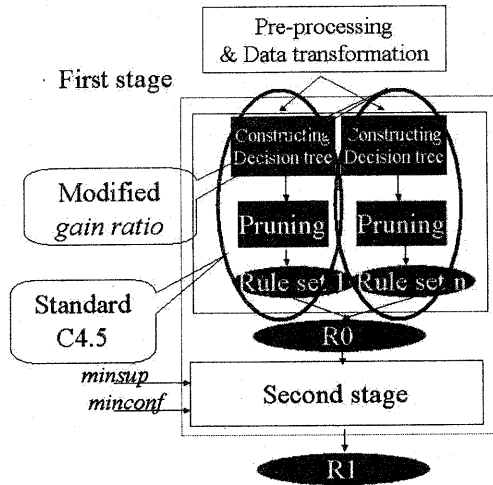 Pre-processing
& Data transformation
First stage
Constructing
Decision tree
Constructing
Decision tree
Modified
gain ratio
Pruning
Pruning
Rule set 1
Rule set n
Standard
C4.5
R0
minsup
minconf
Second stage
R1